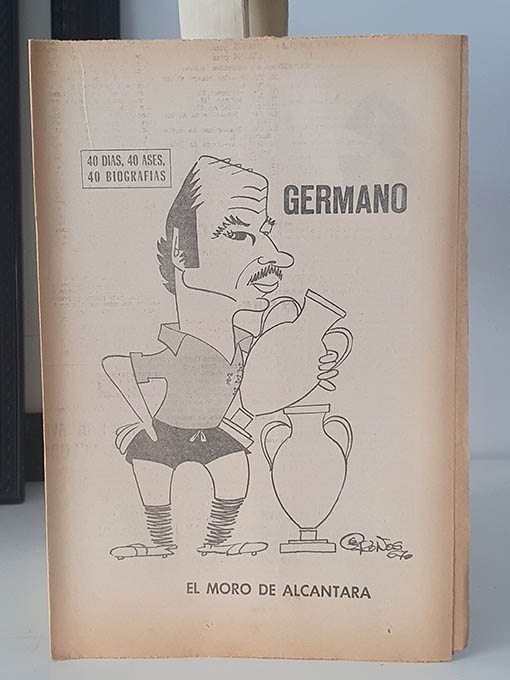 40 DIAS, 40 ASES,
40 BIOGRAFIAS
GERMANO
EL MORO DE ALCANTARA